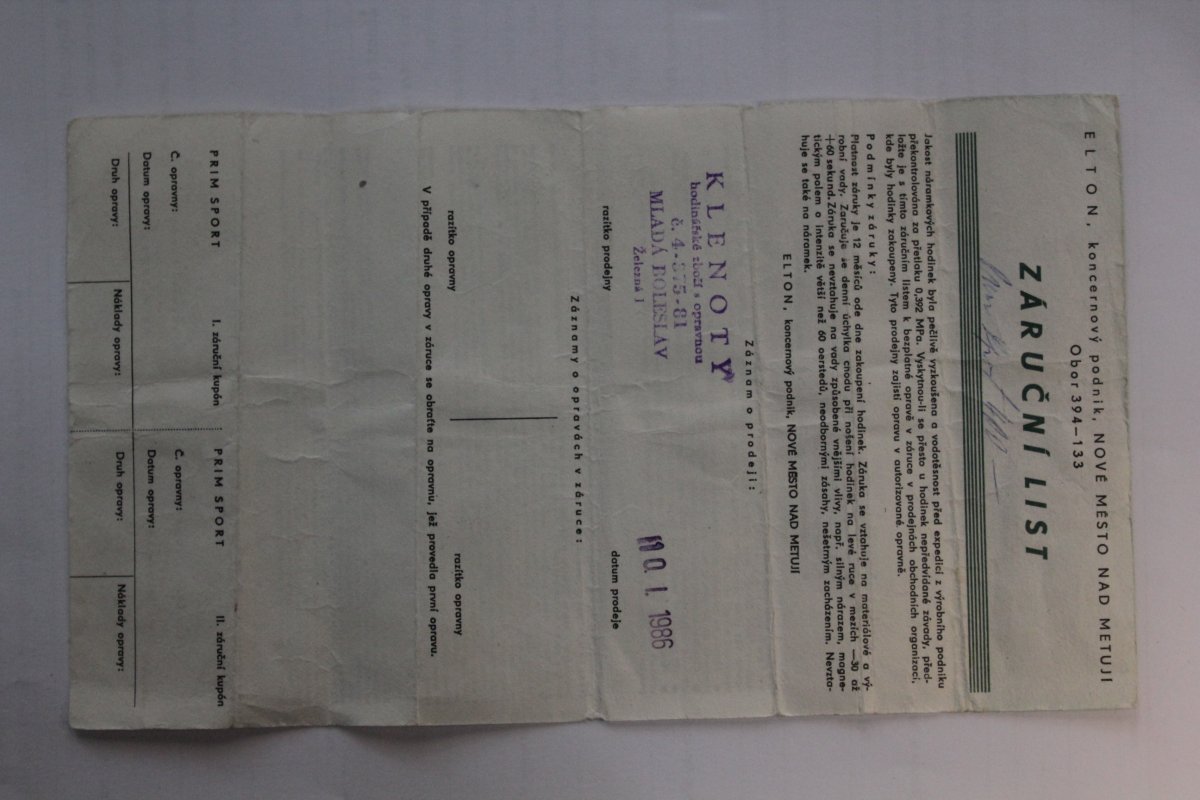 ELTON, koncernový podnik, NOVÉ MĚSTO NAD METUJÍ
Obor 394—133
ZÁRUČNÍ LIST
Jakost náramkových hodinek byla pečlivě vyzkoušena a vodotěsnost před expedicí z výrobního podniku
překontrolována za přetlaku 0,392 MPa. Vyskytnou-li se přesto u hodinek nepředvídané závady, před-
ložte je s tímto záručním listem k bezplatné opravě v záruce v prodejnách obchodních organizací,
kde byly hodinky zakoupeny. Tyto prodejny zajistí opravu v autorizované opravně.
Podmínky záruky:
Platnost záruky je 12 měsíců ode dne zakoupení hodinek. Záruka se vztahuje na materiálové a vý-
robní vady. Zaručuje se denní úchylka chodu při nošení hodinek na levé ruce v mezích —30 až
+60 sekund. Záruka se nevztahuje na vady způsobené vnějšími vlivy, např. silným nárazem, magne-
tickým polem o intenzitě větší než 60 oerstedů, neodbornými zásahy, nešetrným zacházením. Nevzta-
huje se také na náramek.
ELTON, koncernový podnik, NOVÉ MĚSTO NAD METUJÍ
Záznam o prodeji:
KLENOTY
hodinářské zboží s opravnou
č. 4-375-81
MLADÁ BOLESLAV
Železná 1
10. I. 1986
razítko prodejny datum prodeje
Záznamy o opravách v záruce:
razítko opravny razítko opravny
V případě druhé opravy v záruce se obraťte na opravnu, jež provedla první opravu.
PRIM SPORT I. záruční kupón PRIM SPORT II. záruční kupón
Č. opravny: Č. opravny:
Datum opravy: Datum opravy:
Druh opravy: Náklady opravy: Druh opravy: Náklady opravy: